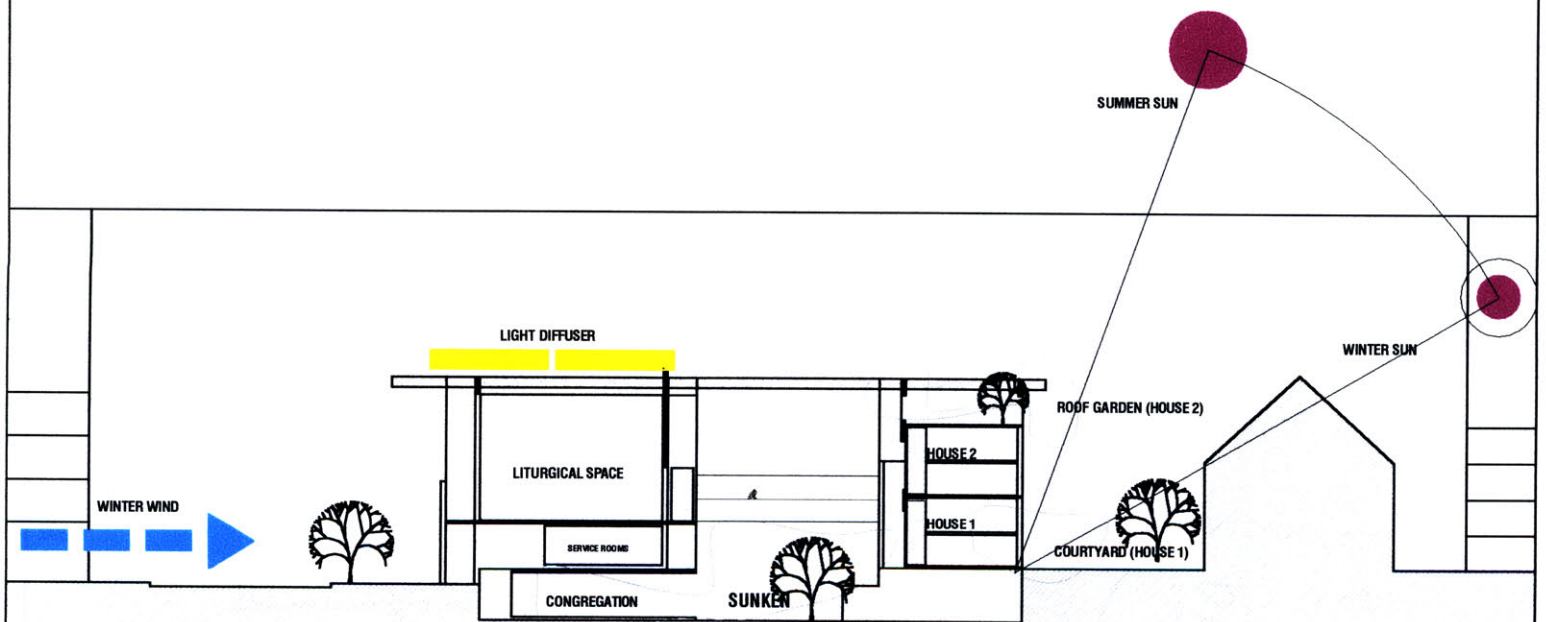 SUMMER SUN
LIGHT DIFFUSER
WINTER SUN
ROOF GARDEN (HOUSE 2)
HOUSE 2
LITURGICAL SPACE
a
WINTER WIND
HOUSE 1
SERVICE ROOMS
COURTYARD (HOUSE 1)
CONGREGATION
SUNKEN